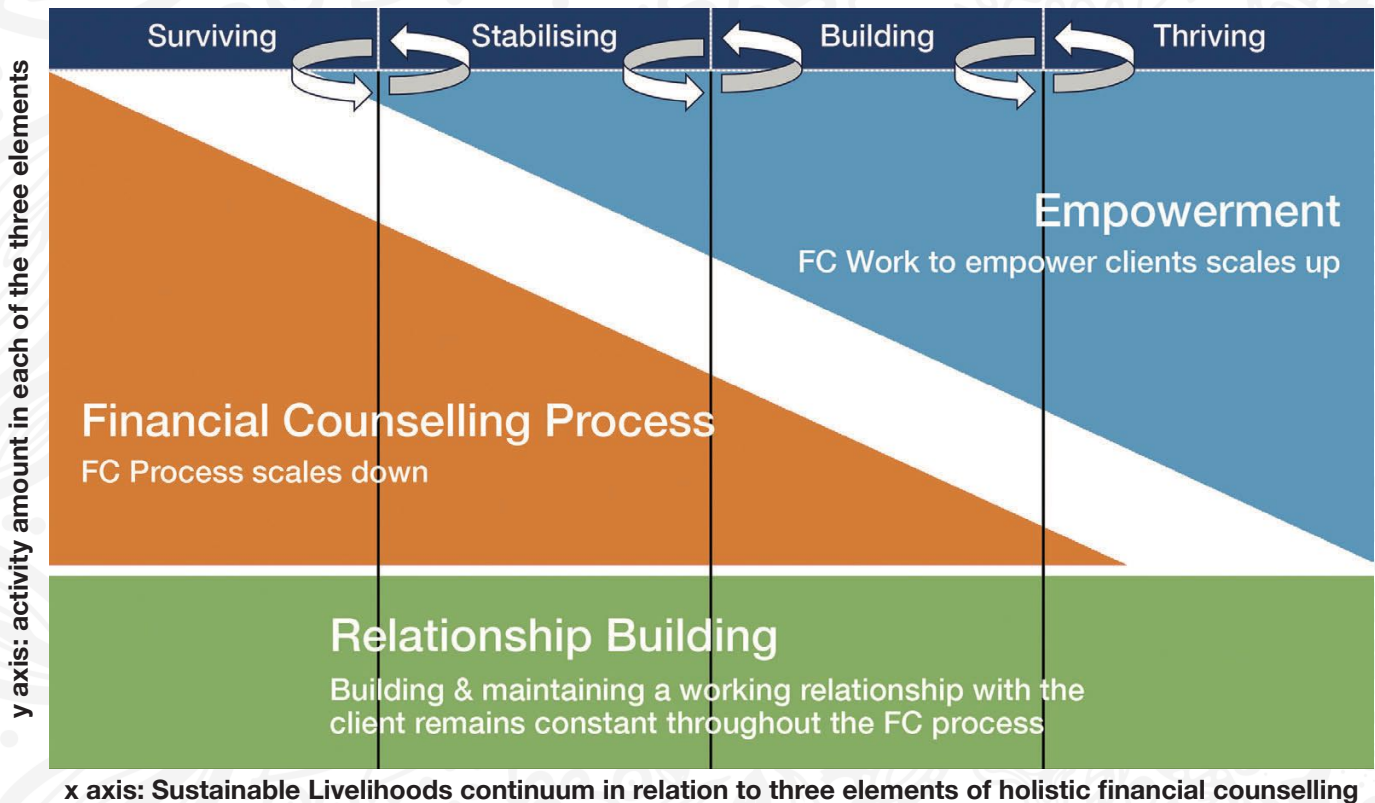 Surviving
Stabilising
Building
Thriving
y axis: activity amount in each of the three elements
Empowerment
FC Work to empower clients scales up
Financial Counselling Process
FC Process scales down
Relationship Building
Building & maintaining a working relationship with the
client remains constant throughout the FC process
x axis: Sustainable Livelihoods continuum in relation to three elements of holistic financial counselling